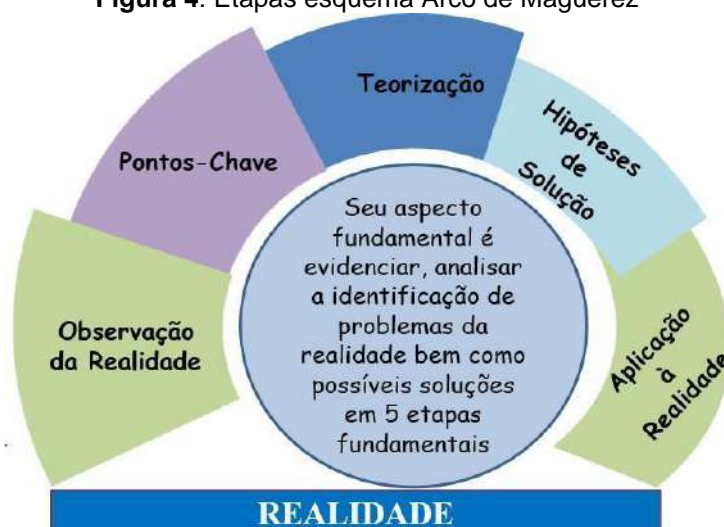 Figura 4: Etapas esquema Arco de Maguerez
Teorização
Hipóteses
de
Solução
Pontos-Chave
Observação
da Realidade
Seu aspecto
fundamental é
evidenciar, analisar
a identificação de
problemas da
realidade bem como
possíveis soluções
em 5 etapas
fundamentais
Aplicação
à
Realidade
REALIDADE